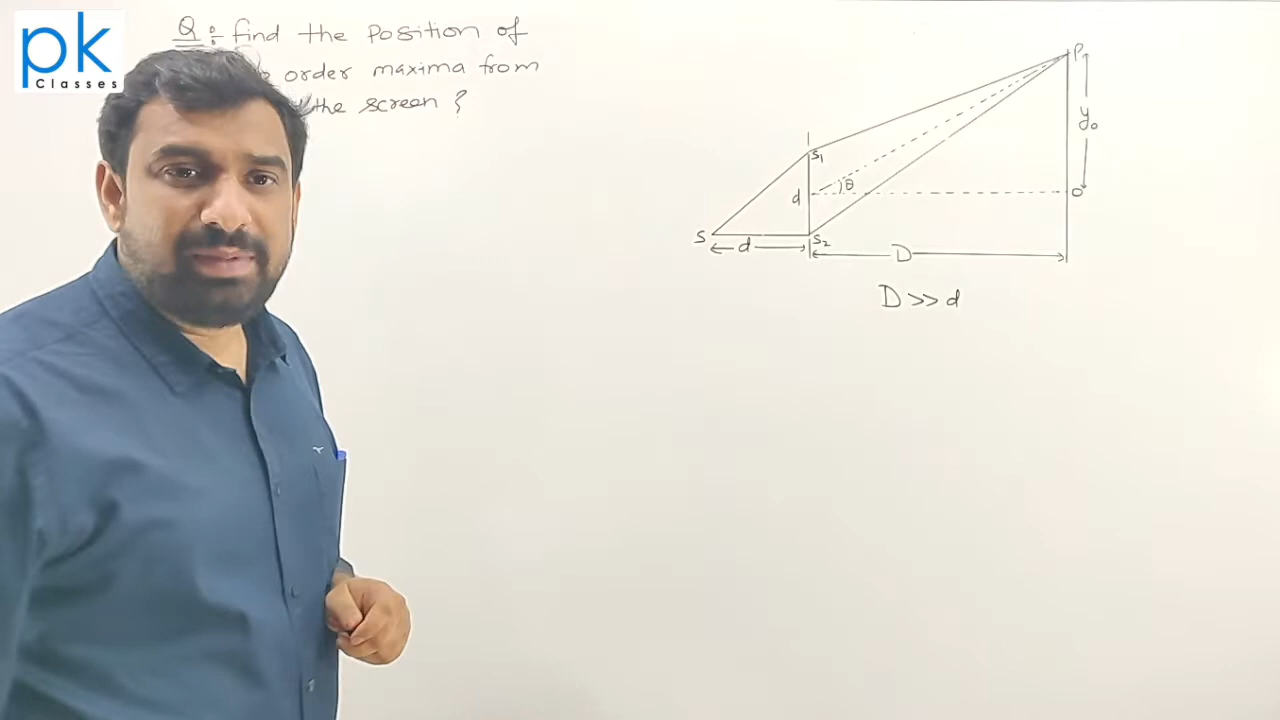 pk
Classes
Q:- find the position of
order maxima from
the screen ?
P
y₀
S₁
d
θ
O
S
d
S₂
D
D >> d